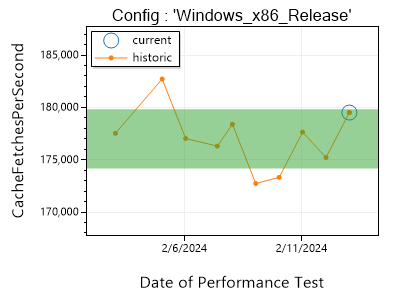 Config : 'Windows_x86_Release'
current
historic
185,000
180,000
175,000
170,000
CacheFetchesPerSecond
2/6/2024
2/11/2024
Date of Performance Test